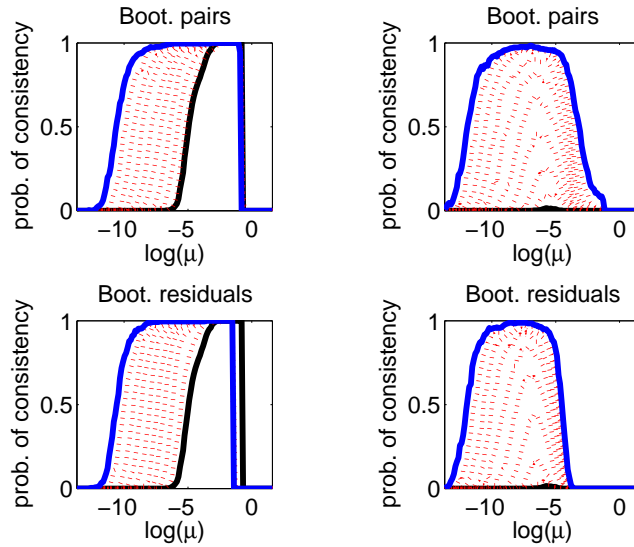 Boot. pairs
prob. of consistency
1
0.5
0
−10 −5 0
log(μ)
Boot. pairs
prob. of consistency
1
0.5
0
−10 −5 0
log(μ)
Boot. residuals
prob. of consistency
1
0.5
0
−10 −5 0
log(μ)
Boot. residuals
prob. of consistency
1
0.5
0
−10 −5 0
log(μ)